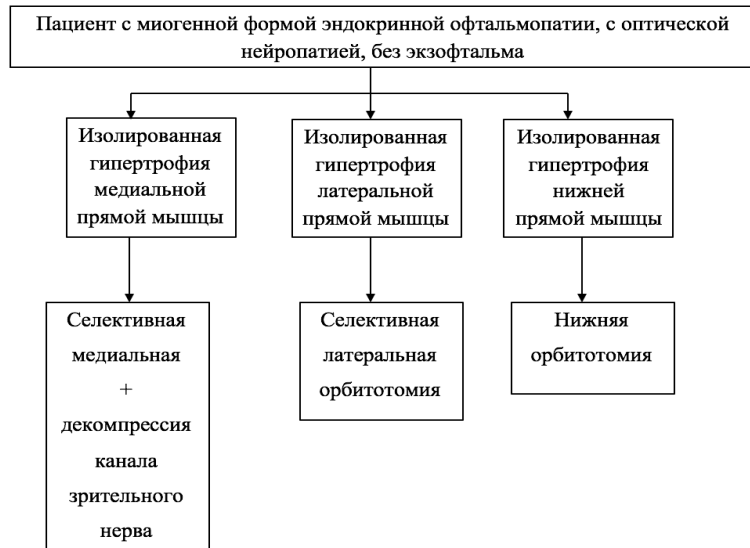 Пациент с миогенной формой эндокринной офтальмопатии, с оптической
нейропатией, без экзофтальма
Изолированная
гипертрофия
медиальной
прямой мышцы
Изолированная
гипертрофия
латеральной
прямой мышцы
Изолированная
гипертрофия
нижней
прямой мышцы
Селективная
медиальная
+
декомпрессия
канала
зрительного
нерва
Селективная
латеральная
орбитотомия
Нижняя
орбитотомия